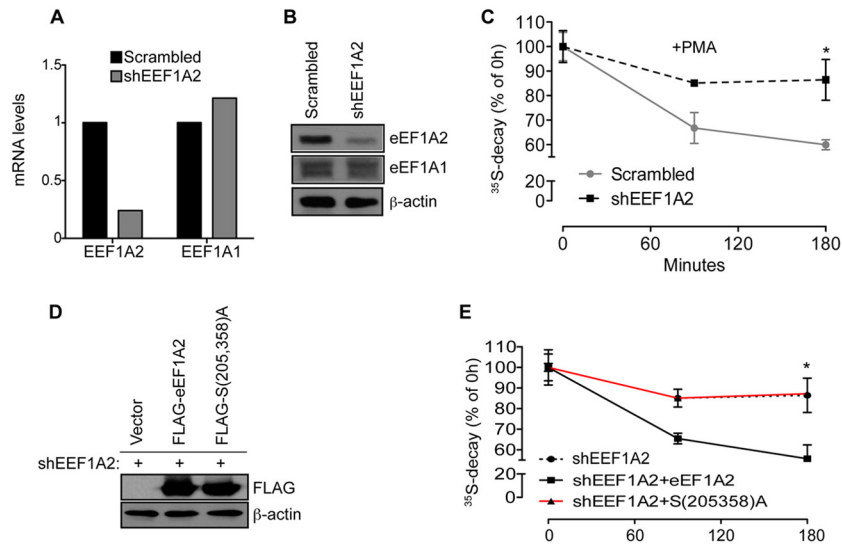 A
Scrambled
shEEF1A2
mRNA levels
1.5
1
0.5
0
EEF1A2
EEF1A1
B
Scrambled
shEEF1A2
eEF1A2
eEF1A1
β-actin
C
35S-decay (% of 0h)
110
100
90
80
70
60
20
0
+PMA
*
Scrambled
shEEF1A2
0
60
120
180
Minutes
D
Vector
FLAG-eEF1A2
FLAG-S(205,358)A
shEEF1A2: + + +
FLAG
β-actin
E
35S-decay (% of 0h)
110
100
90
80
70
60
20
0
*
shEEF1A2
shEEF1A2+eEF1A2
shEEF1A2+S(205358)A
0
60
120
180